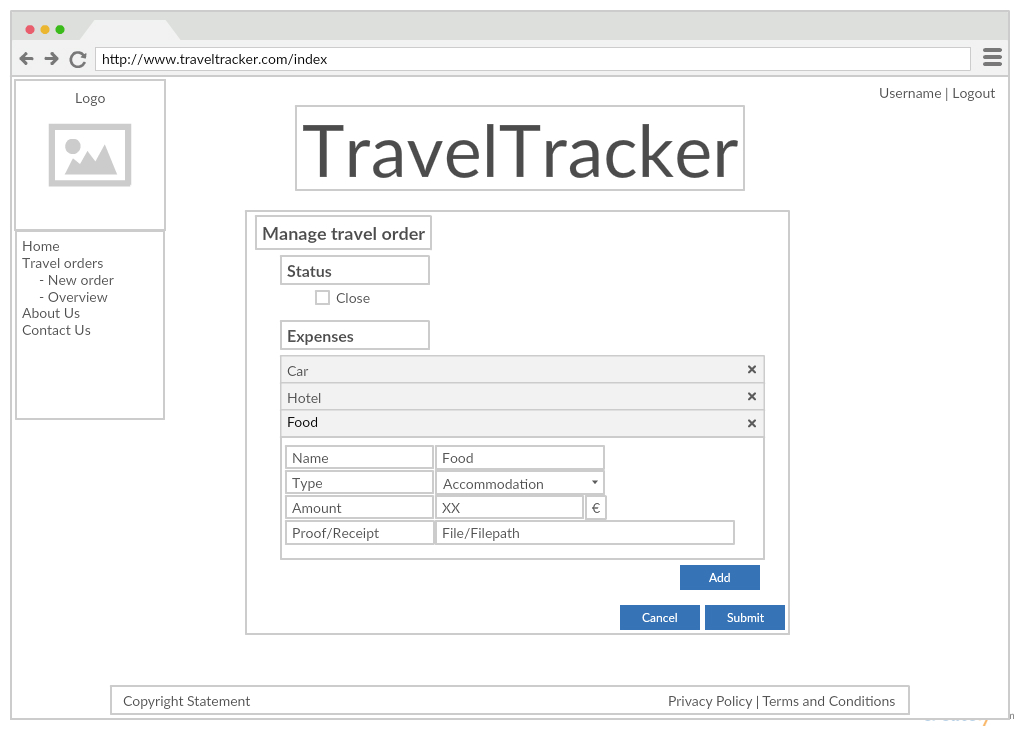 http://www.traveltracker.com/index
Logo
Username | Logout
TravelTracker
Home
Travel orders
- New order
- Overview
About Us
Contact Us
Manage travel order
Status
Close
Expenses
Car
Hotel
Food
Name Food
Type Accommodation
Amount XX €
Proof/Receipt File/Filepath
Add
Cancel Submit
Copyright Statement Privacy Policy | Terms and Conditions